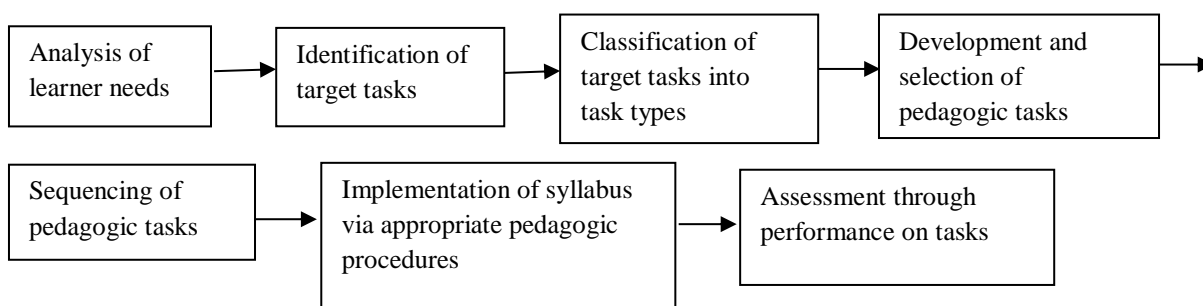 Analysis of
learner needs
Identification of
target tasks
Classification of
target tasks into
task types
Development and
selection of
pedagogic tasks
Sequencing of
pedagogic tasks
Implementation of syllabus
via appropriate pedagogic
procedures
Assessment through
performance on tasks